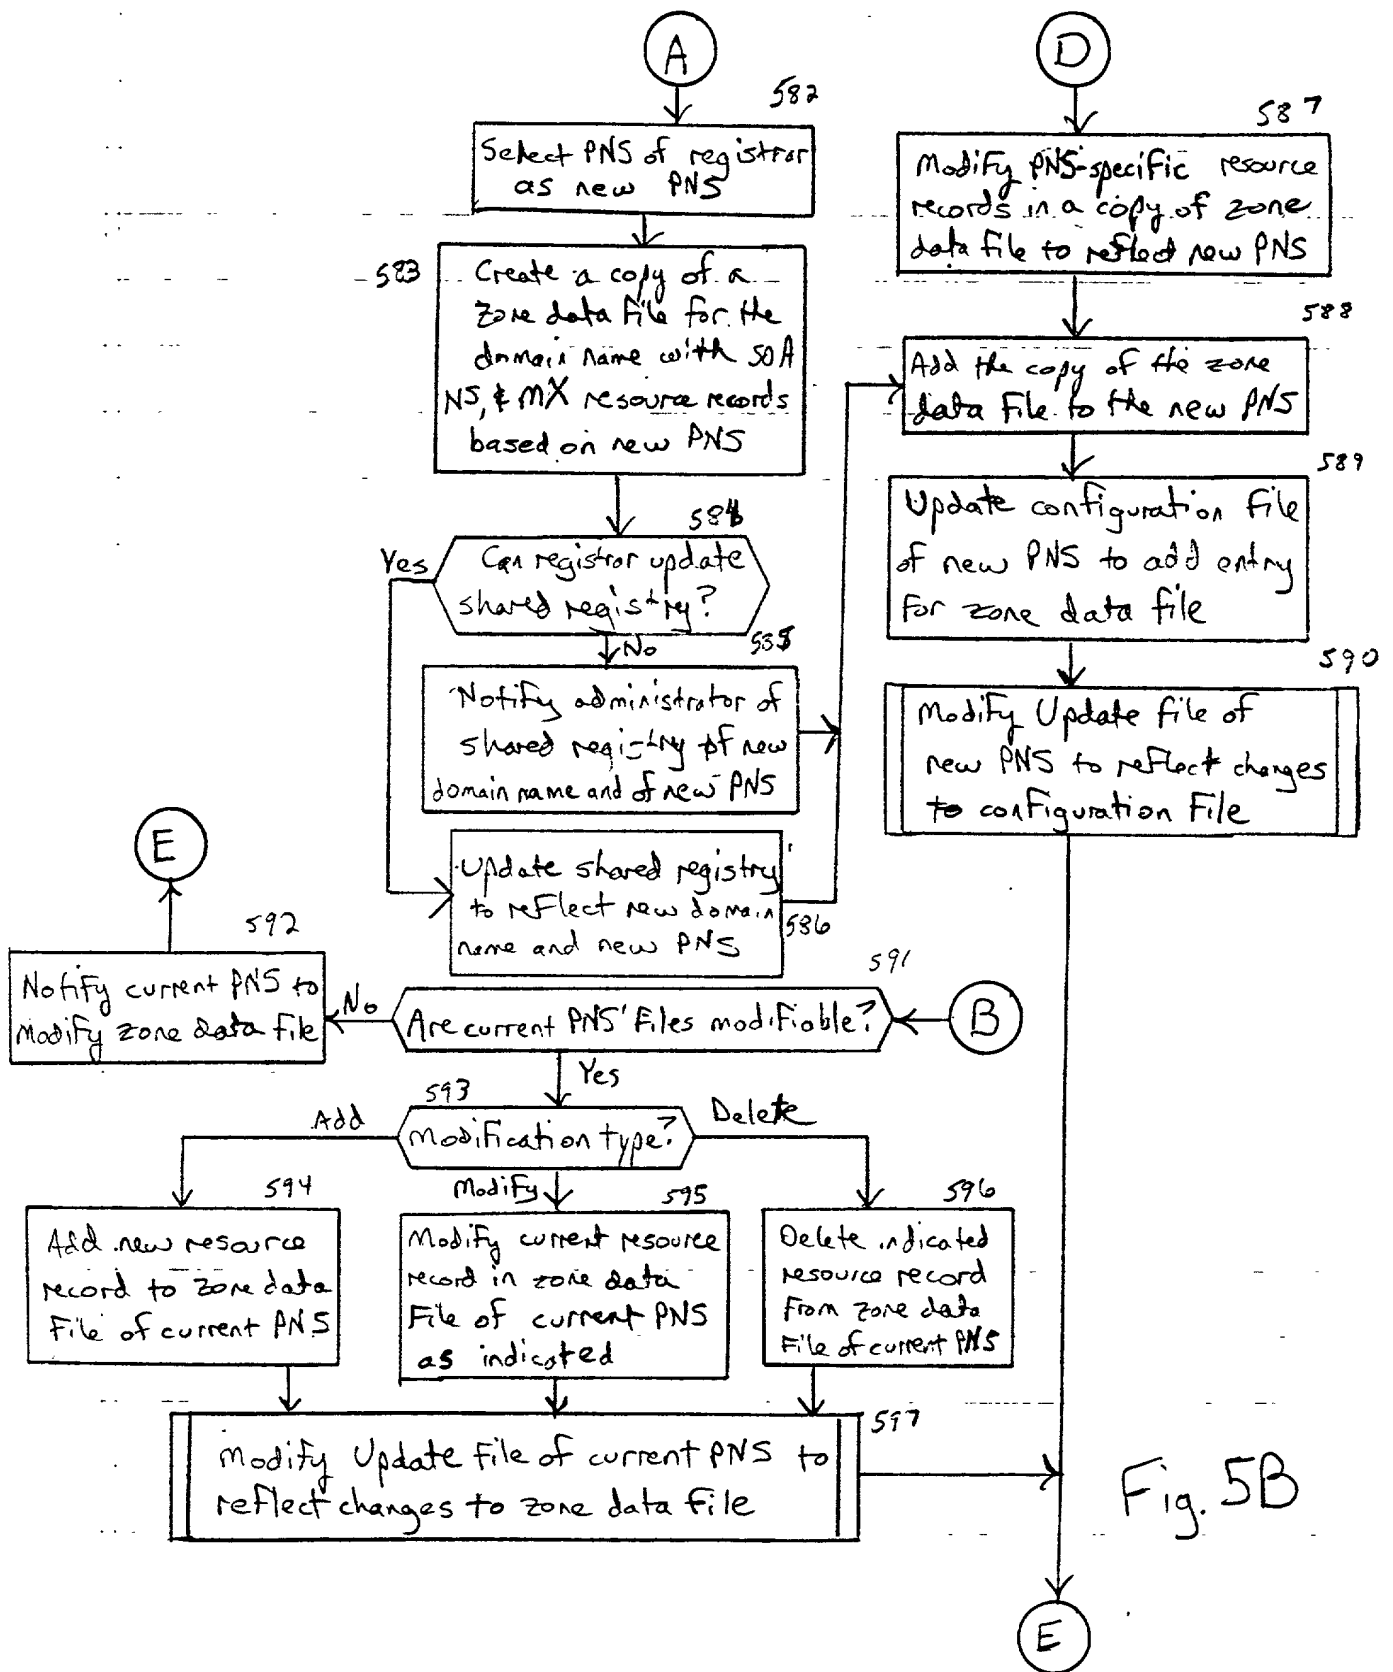 A
582
Select PNS of registrar
as new PNS
583
Create a copy of a
zone data file for the
domain name with SOA
NS, & MX resource records
based on new PNS
584
Can registrar update
shared registry?
Yes
No
585
Notify administrator of
shared registry of new
domain name and of new PNS
Update shared registry
to reflect new domain
name and new PNS
586
D
587
Modify PNS-specific resource
records in a copy of zone
data file to reflect new PNS
588
Add the copy of the zone
data file to the new PNS
589
Update configuration file
of new PNS to add entry
for zone data file
590
Modify Update file of
new PNS to reflect changes
to configuration file
E
592
Notify current PNS to
modify zone data file
No
591
Are current PNS' files modifiable?
B
Yes
593
Modification type?
Add
Modify
Delete
594
Add new resource
record to zone data
file of current PNS
595
Modify current resource
record in zone data
file of current PNS
as indicated
596
Delete indicated
resource record
from zone data
file of current PNS
597
Modify Update file of current PNS to
reflect changes to zone data file
E
Fig. 5B